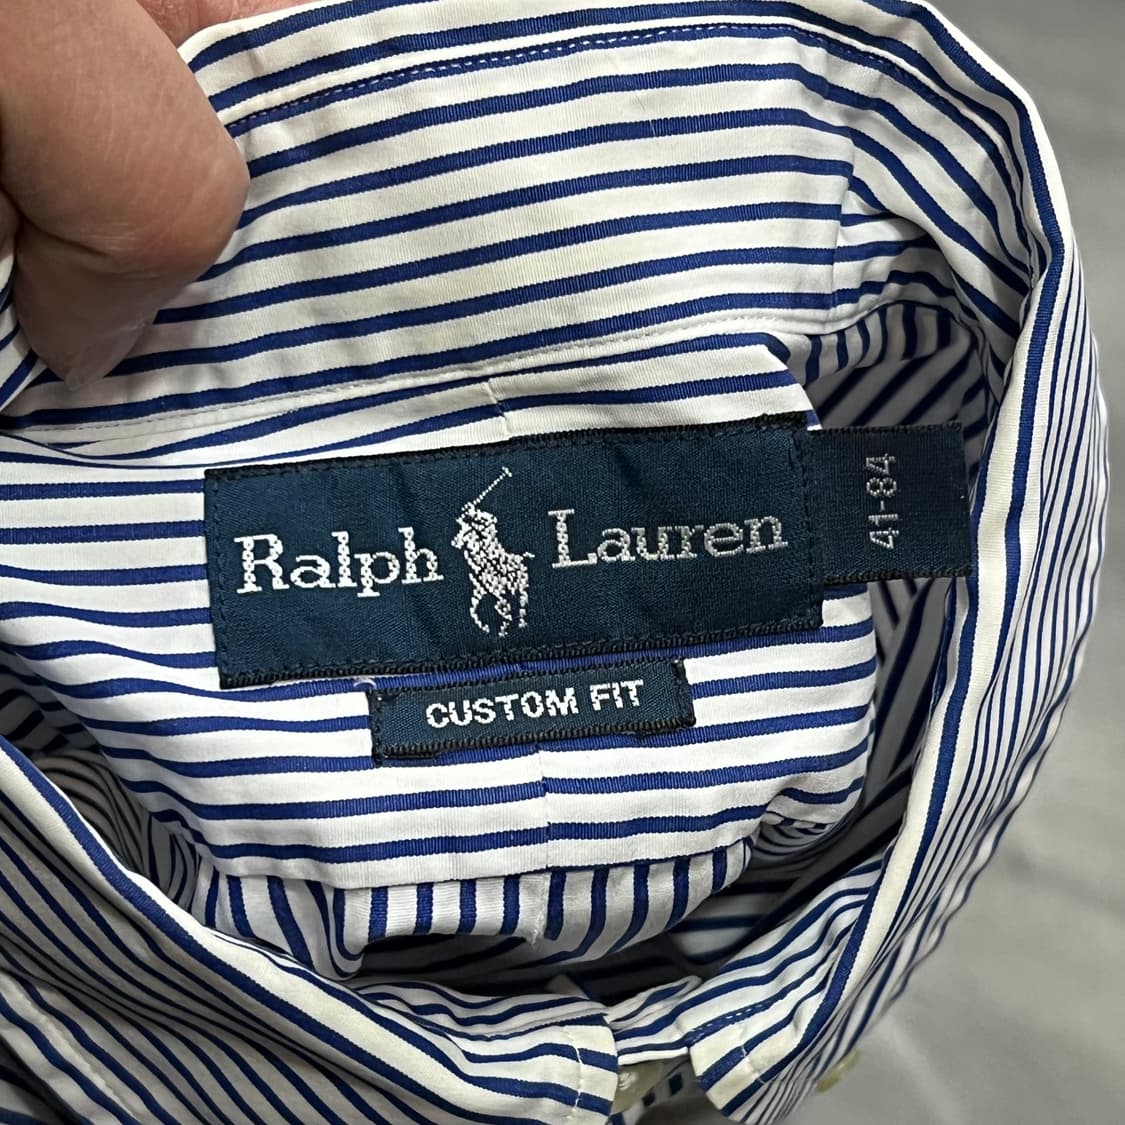 Ralph Lauren
41-84
CUSTOM FIT